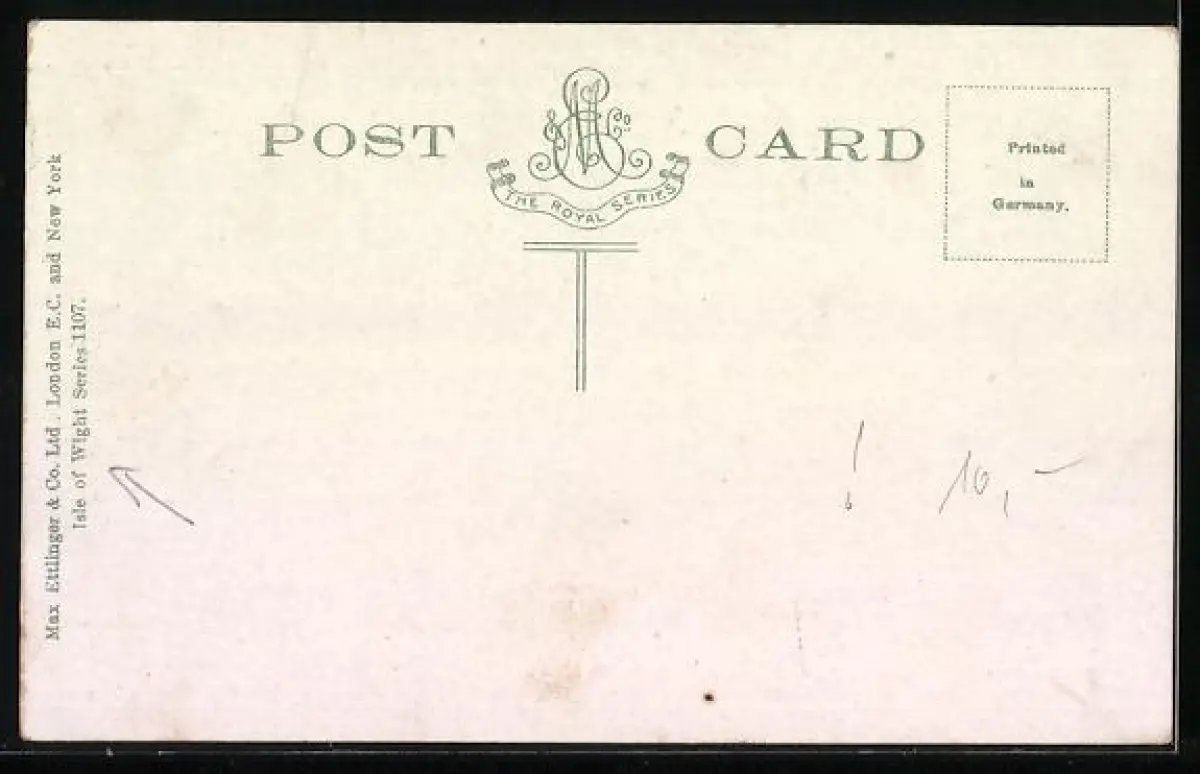 POST CARD
THE ROYAL SERIES
Printed
in
Germany.
Max Ettlinger & Co. Ltd. London E.C. and New York
Isle of Wight Series 1107.
! 10,-